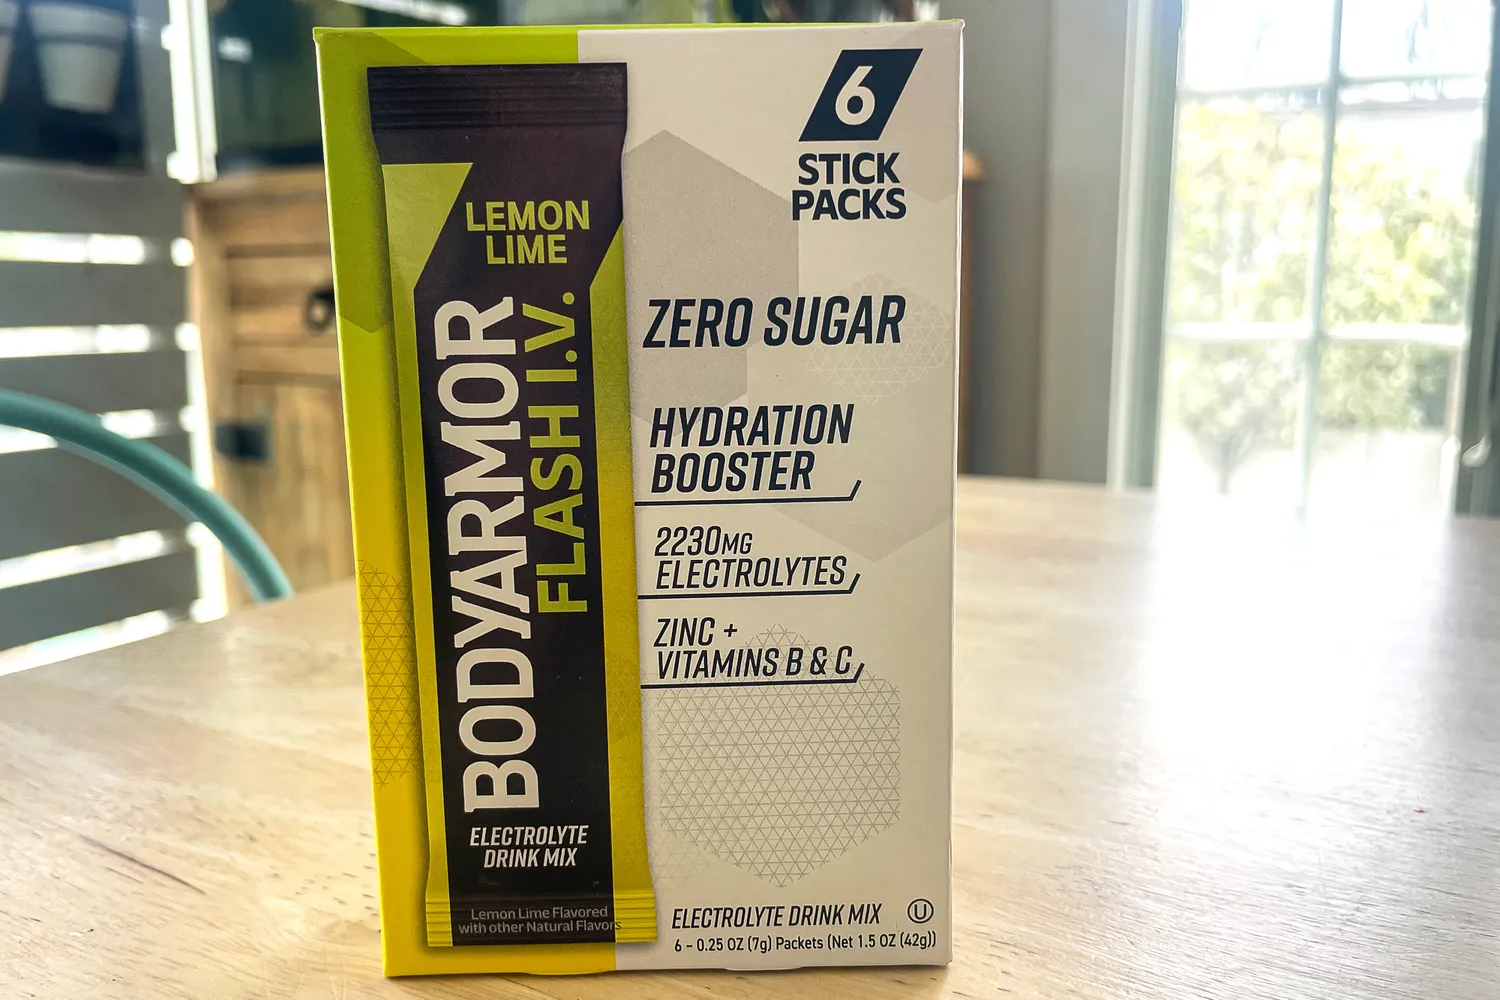 LEMON
LIME
BODYARMOR
FLASH I.V.
ELECTROLYTE
DRINK MIX
Lemon Lime Flavored
with other Natural Flavors
6
STICK
PACKS
ZERO SUGAR
HYDRATION
BOOSTER
2230MG
ELECTROLYTES
ZINC +
VITAMINS B & C
ELECTROLYTE DRINK MIX U
6 – 0.25 OZ (7g) Packets (Net 1.5 OZ (42g))